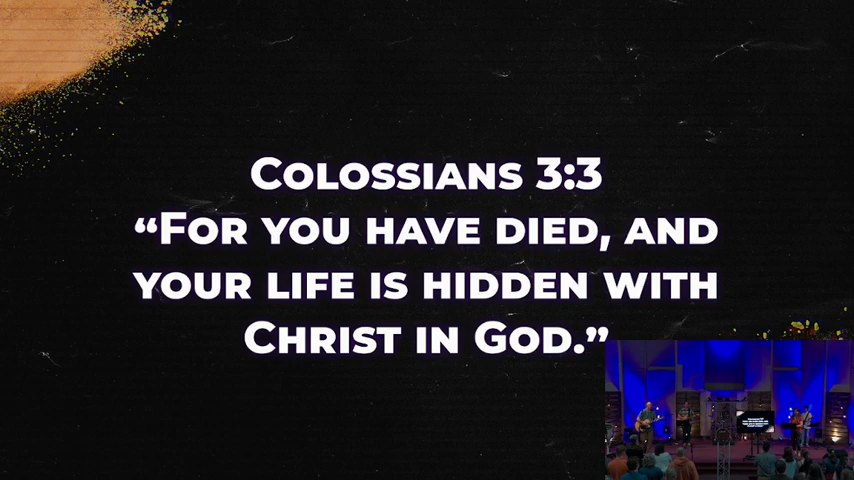 Colossians 3:3
“For you have died, and
your life is hidden with
Christ in God.”